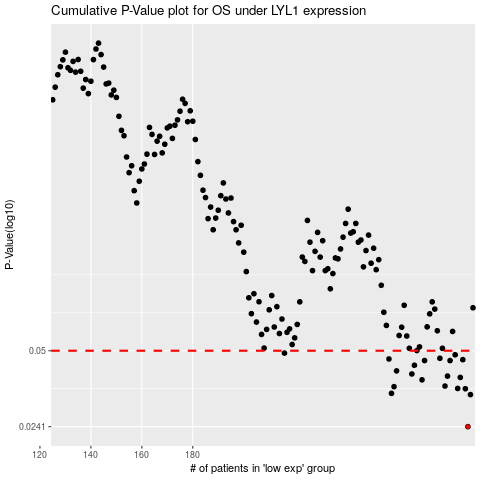 Cumulative P-Value plot for OS under LYL1 expression
P-Value(log10)
0.05
0.0241
120 140 160 180
# of patients in 'low exp' group